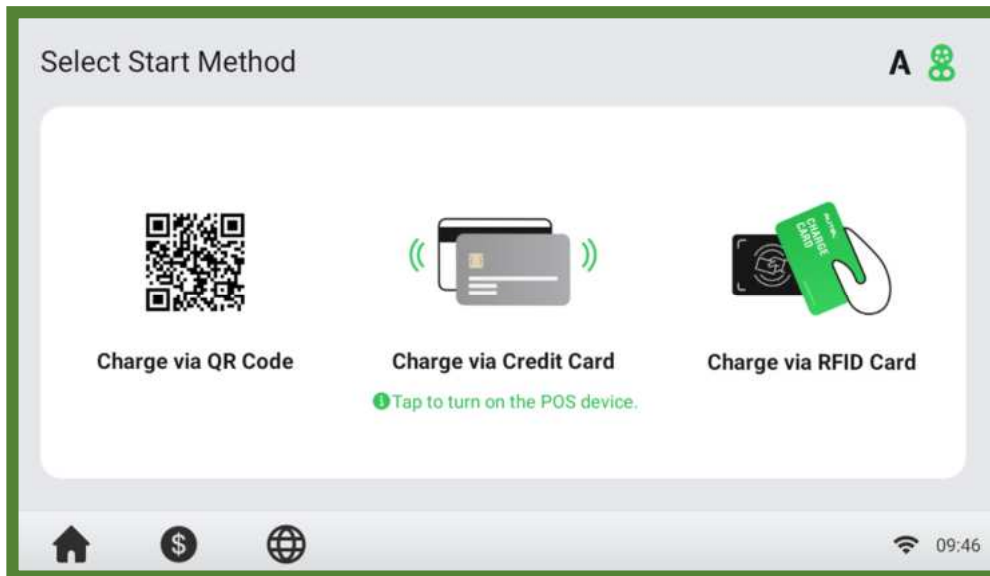 Select Start Method
A
AUTEL
CHARGE
CARD
Charge via QR Code
Charge via Credit Card
Charge via RFID Card
Tap to turn on the POS device.
$
09:46